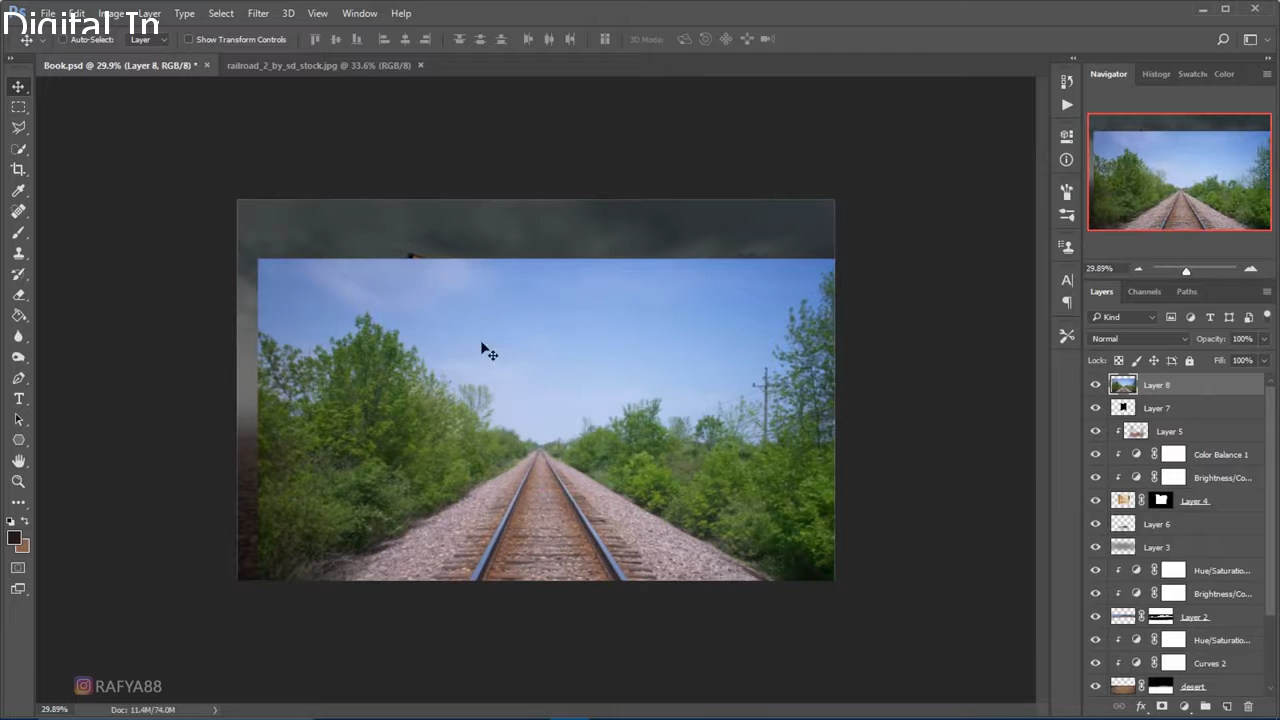 File Edit Image Layer Type Select Filter 3D View Window Help
Digital In
Auto-Select: Layer Show Transform Controls 3D Mode:
Book.psd @ 29.9% (Layer 8, RGB/8) * × railroad_2_by_sd_stock.jpg @ 33.6% (RGB/8) ×
Navigator Histogr Swatch Color
29.89%
Layers Channels Paths
Kind
Normal Opacity: 100%
Lock: Fill: 100%
Layer 8
Layer 7
Layer 5
Color Balance 1
Brightness/Co...
Layer 4
Layer 6
Layer 3
Hue/Saturatio...
Brightness/Co...
Layer 2
Hue/Saturatio...
Curves 2
desert
RAFYA88
29.89% Doc: 11.4M/74.0M